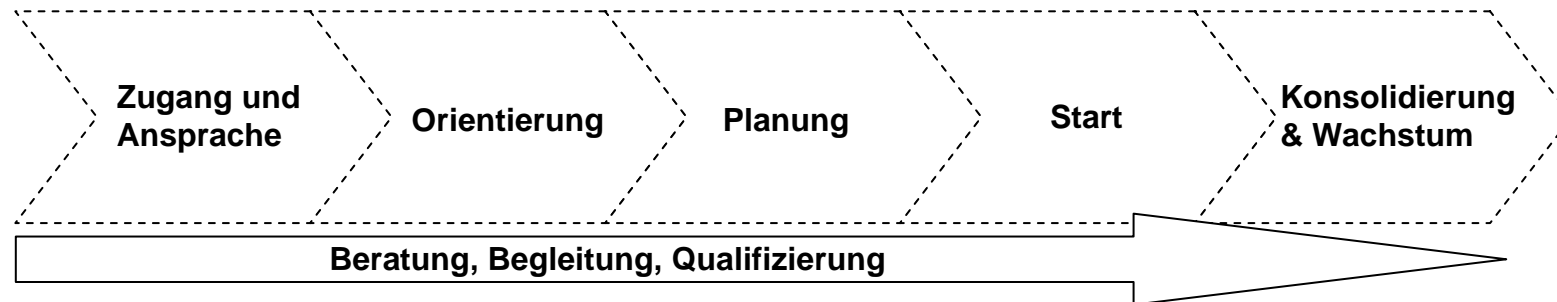 Zugang und
Ansprache
Orientierung
Planung
Start
Konsolidierung
& Wachstum
Beratung, Begleitung, Qualifizierung